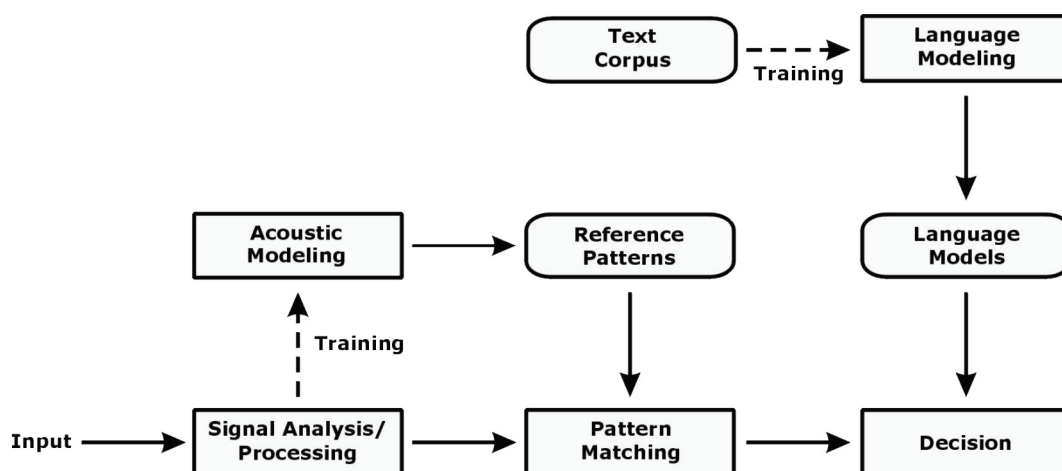 Text
Corpus
Training
Language
Modeling
Acoustic
Modeling
Reference
Patterns
Language
Models
Training
Input
Signal Analysis/
Processing
Pattern
Matching
Decision